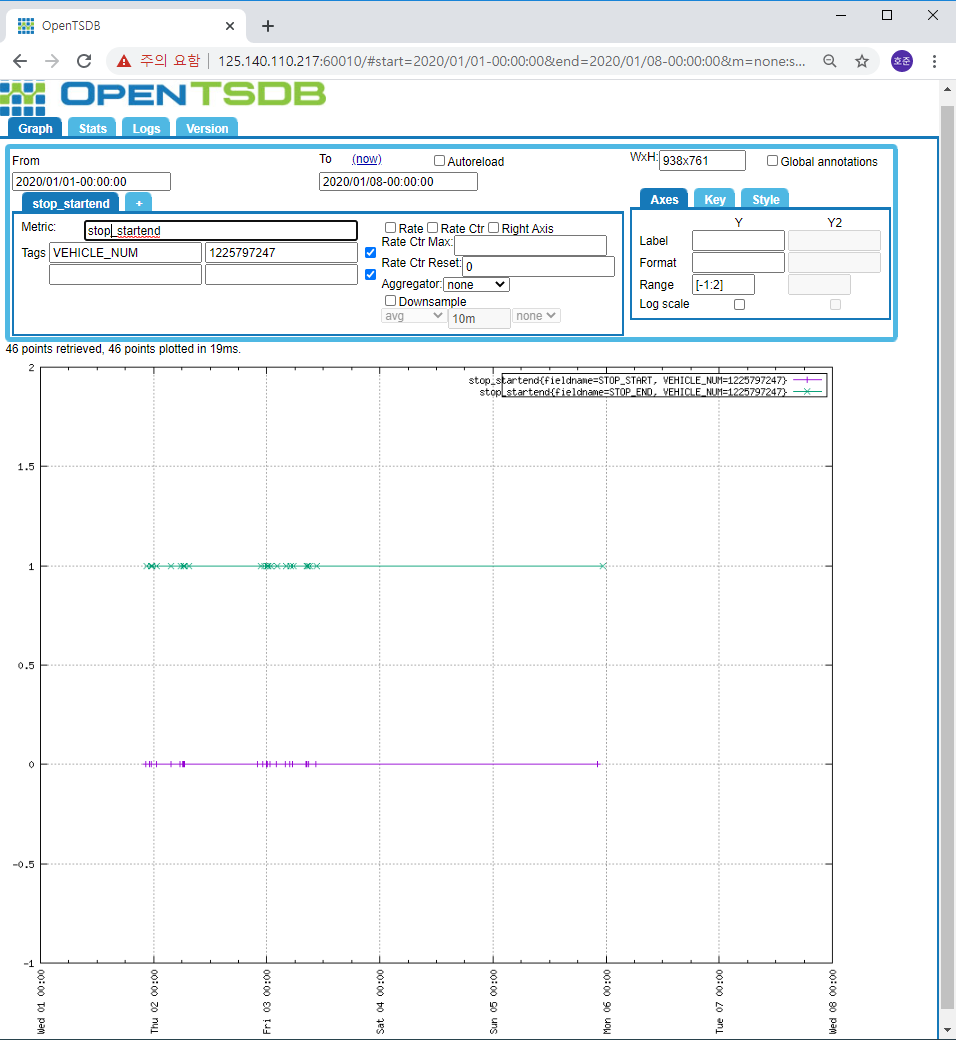 OpenTSDB
주의 요함
125.140.110.217:60010/#start=2020/01/01-00:00:00&end=2020/01/08-00:00:00&m=none:s...
호준
OPENTSDB
Graph Stats Logs Version
From To (now) Autoreload WxH: 938x761 Global annotations
2020/01/01-00:00:00 2020/01/08-00:00:00
stop_startend + Axes Key Style
Metric: stop_startend Rate Rate Ctr Right Axis Y Y2
Rate Ctr Max: Label
Tags VEHICLE_NUM 1225797247
Rate Ctr Reset: 0 Format
Aggregator: none Range [-1:2]
Downsample Log scale
avg 10m none
46 points retrieved, 46 points plotted in 19ms.
2
stop_startend{fieldname=STOP_START, VEHICLE_NUM=1225797247}
stop_startend{fieldname=STOP_END, VEHICLE_NUM=1225797247}
1.5
1
0.5
0
-0.5
-1
Wed 01 00:00
Thu 02 00:00
Fri 03 00:00
Sat 04 00:00
Sun 05 00:00
Mon 06 00:00
Tue 07 00:00
Wed 08 00:00